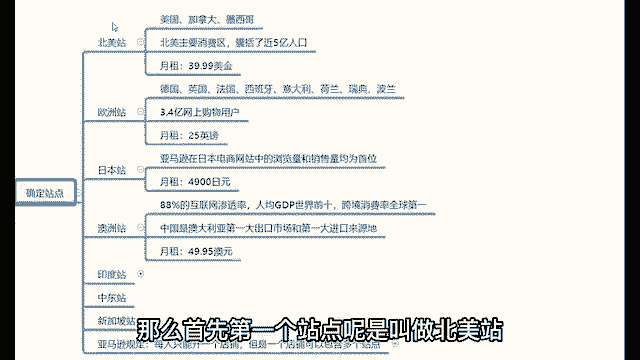 美国、加拿大、墨西哥
北美站
北美主要消费区，囊括了近5亿人口
月租：39.99美金
德国、英国、法国、西班牙、意大利、荷兰、瑞典、波兰
欧洲站
3.4亿网上购物用户
月租：25英镑
亚马逊在日本电商网站中的浏览量和销售量均为首位
日本站
月租：4900日元
确定站点
88%的互联网渗透率，人均GDP世界前十，跨境消费率全球第一
澳洲站
中国是澳大利亚第一大出口市场和第一大进口来源地
月租：49.95澳元
印度站
中东站
新加坡站
那么首先第一个站点呢是叫做北美站
亚马逊规定：每人只能开一个店铺，但是一个店铺可以包含多个站点